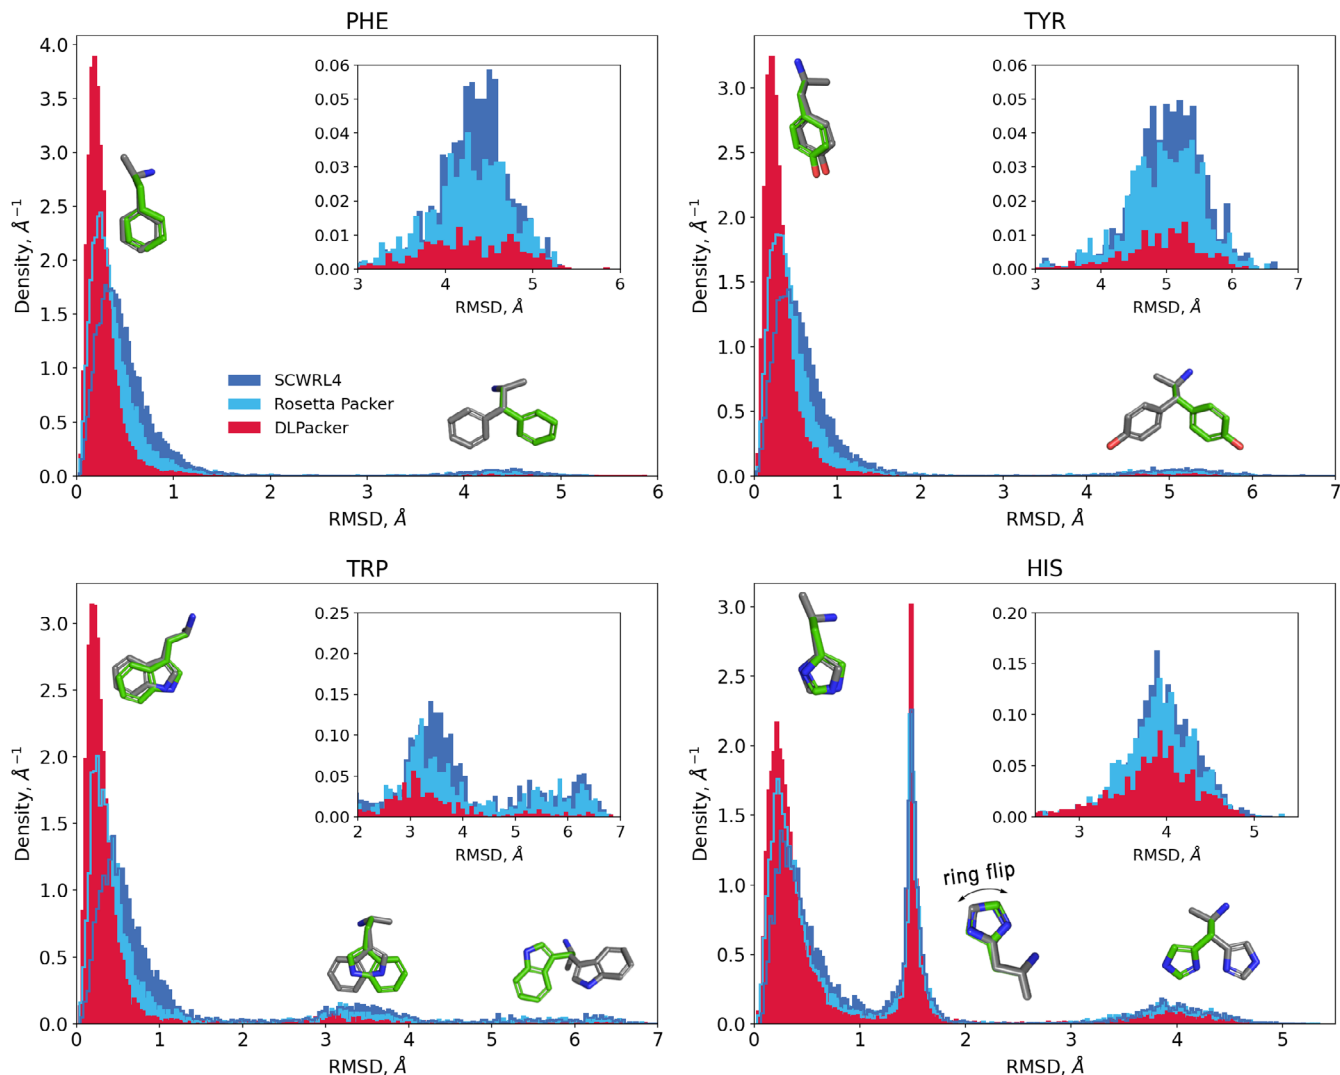 PHE
4.0
3.5
3.0
2.5
2.0
1.5
1.0
0.5
0.0
Density, Å⁻¹
0 1 2 3 4 5 6
RMSD, Å
0.06
0.05
0.04
0.03
0.02
0.01
0.00
3 4 5 6
RMSD, Å
SCWRL4
Rosetta Packer
DLPacker
TYR
3.0
2.5
2.0
1.5
1.0
0.5
0.0
Density, Å⁻¹
0 1 2 3 4 5 6 7
RMSD, Å
0.06
0.05
0.04
0.03
0.02
0.01
0.00
3 4 5 6 7
RMSD, Å
TRP
3.0
2.5
2.0
1.5
1.0
0.5
0.0
Density, Å⁻¹
0 1 2 3 4 5 6 7
RMSD, Å
0.25
0.20
0.15
0.10
0.05
0.00
2 3 4 5 6 7
RMSD, Å
HIS
3.0
2.5
2.0
1.5
1.0
0.5
0.0
Density, Å⁻¹
0 1 2 3 4 5
RMSD, Å
0.20
0.15
0.10
0.05
0.00
3 4 5
RMSD, Å
ring flip